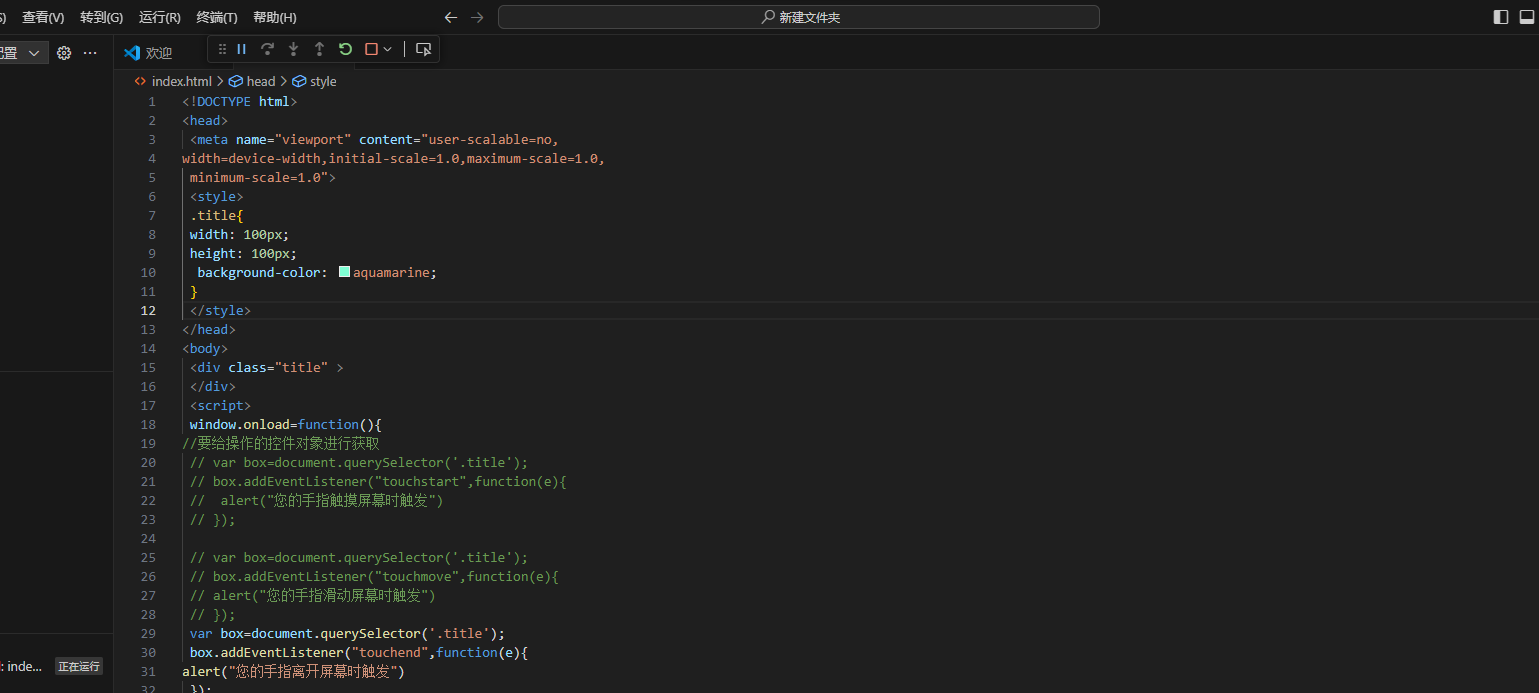 查看(V) 转到(G) 运行(R) 终端(T) 帮助(H) 新建文件夹
欢迎
index.html > head > style
1 <!DOCTYPE html>
2 <head>
3 <meta name="viewport" content="user-scalable=no,
4 width=device-width,initial-scale=1.0,maximum-scale=1.0,
5 minimum-scale=1.0">
6 <style>
7 .title{
8 width: 100px;
9 height: 100px;
10 background-color: aquamarine;
11 }
12 </style>
13 </head>
14 <body>
15 <div class="title" >
16 </div>
17 <script>
18 window.onload=function(){
19 //要给操作的控件对象进行获取
20 // var box=document.querySelector('.title');
21 // box.addEventListener("touchstart",function(e){
22 //  alert("您的手指触摸屏幕时触发")
23 // });
24
25 // var box=document.querySelector('.title');
26 // box.addEventListener("touchmove",function(e){
27 // alert("您的手指滑动屏幕时触发")
28 // });
29 var box=document.querySelector('.title');
30 box.addEventListener("touchend",function(e){
31 alert("您的手指离开屏幕时触发")
32 });
: inde... 正在运行